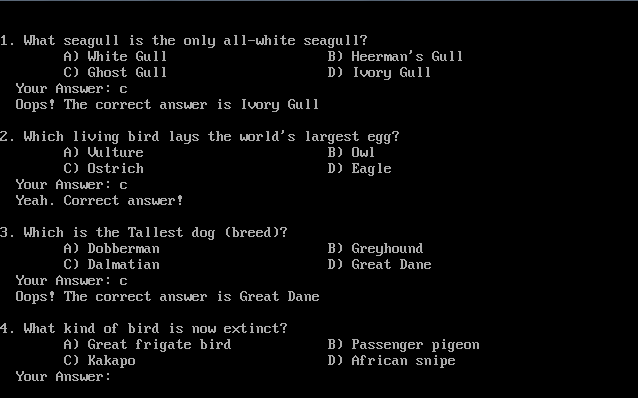 1. What seagull is the only all-white seagull?
A) White Gull B) Heerman's Gull
C) Ghost Gull D) Ivory Gull
Your Answer: c
Oops! The correct answer is Ivory Gull
2. Which living bird lays the world's largest egg?
A) Vulture B) Owl
C) Ostrich D) Eagle
Your Answer: c
Yeah. Correct answer!
3. Which is the Tallest dog (breed)?
A) Dobberman B) Greyhound
C) Dalmatian D) Great Dane
Your Answer: c
Oops! The correct answer is Great Dane
4. What kind of bird is now extinct?
A) Great frigate bird B) Passenger pigeon
C) Kakapo D) African snipe
Your Answer: